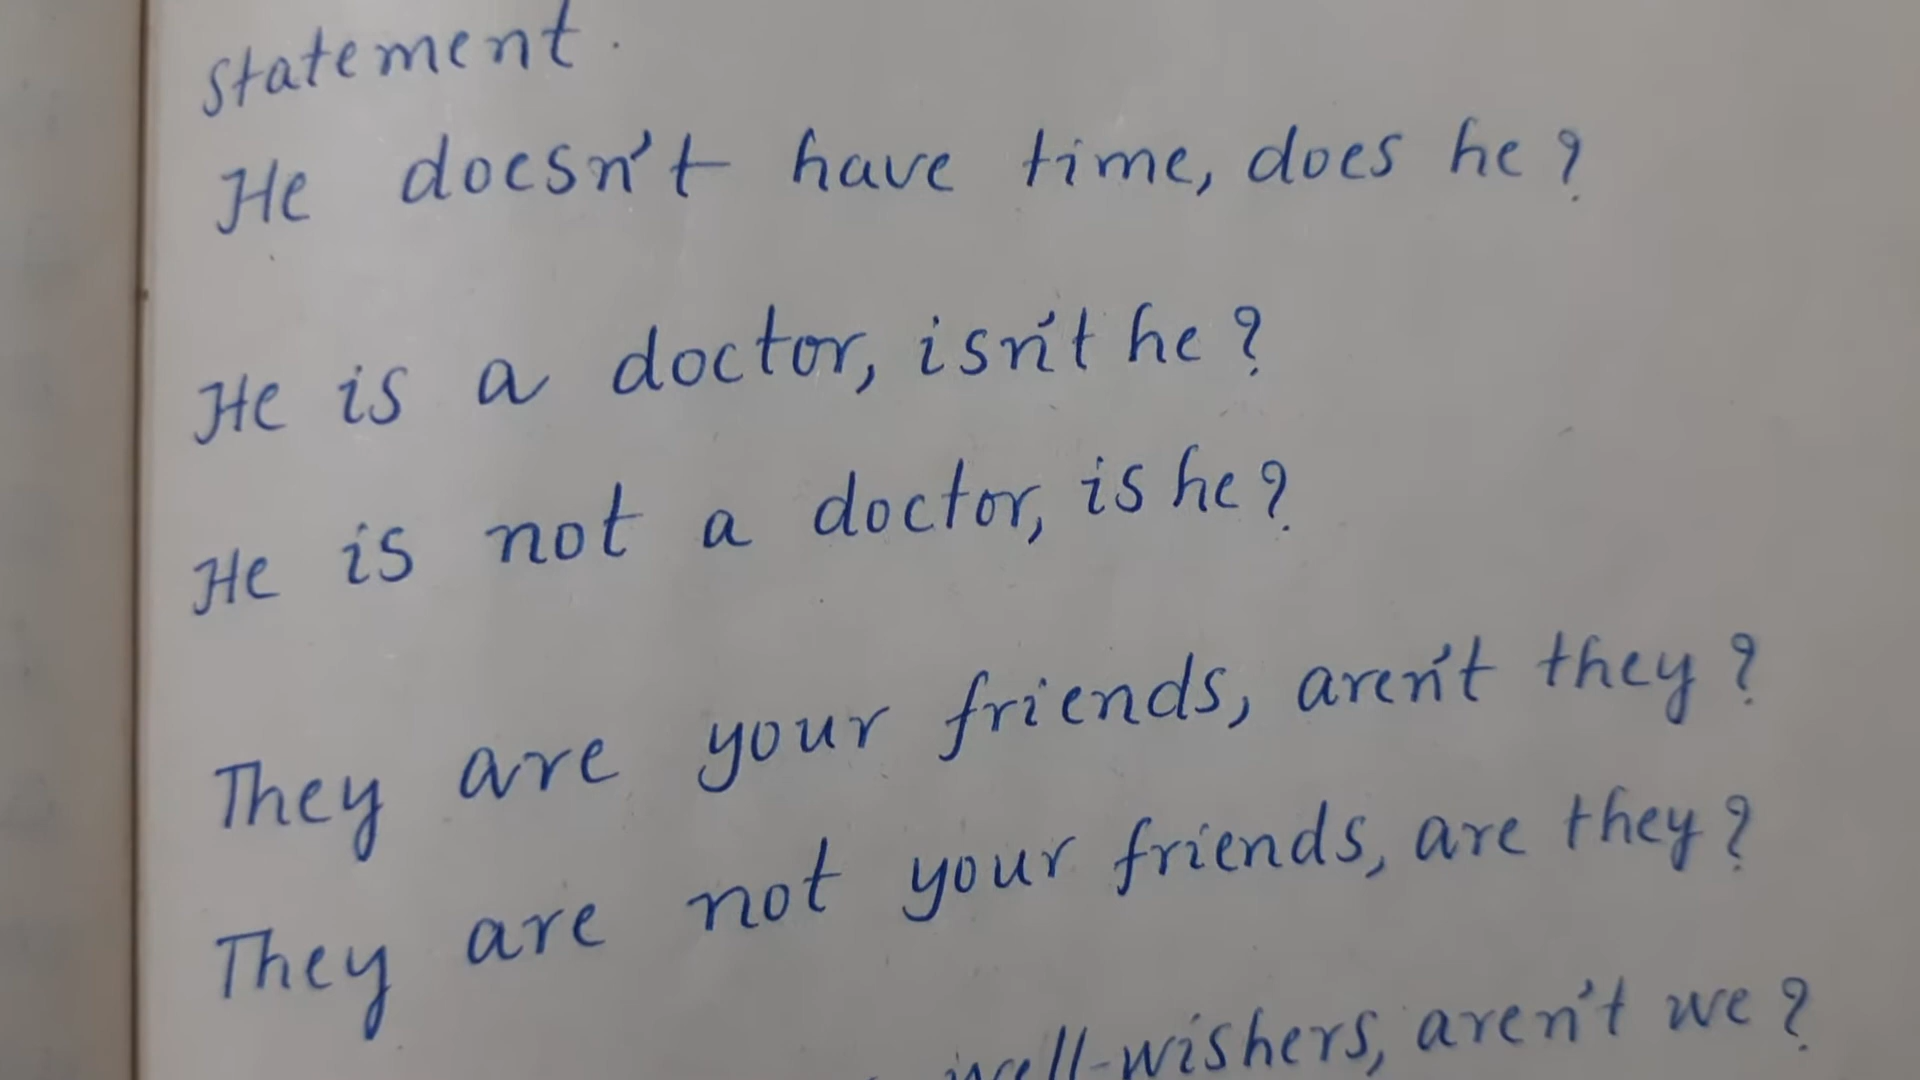 statement.
He doesn't have time, does he?
He is a doctor, isn't he?
He is not a doctor, is he?
They are your friends, aren't they?
They are not your friends, are they?
well-wishers, aren't we?